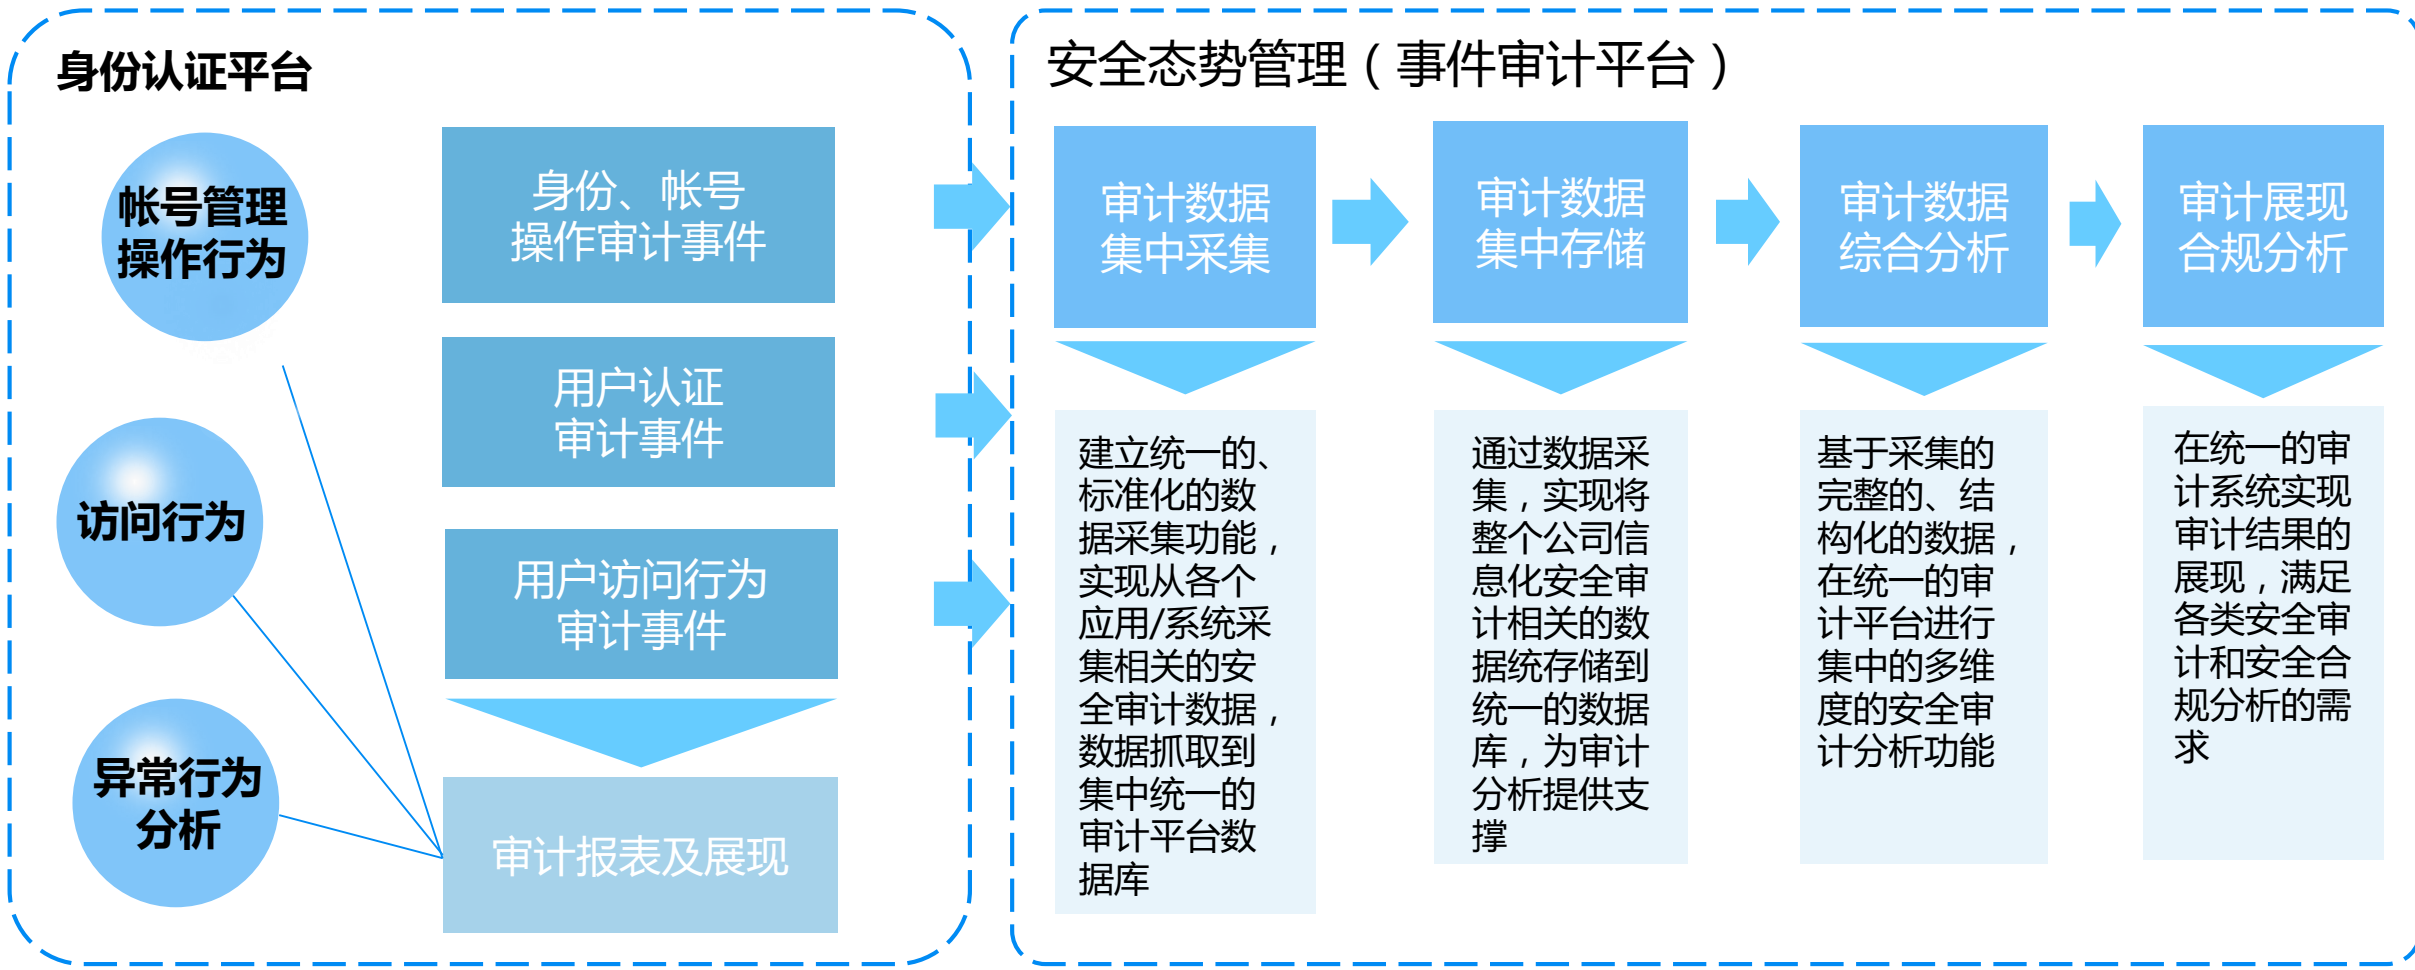 身份认证平台
帐号管理
操作行为
访问行为
异常行为
分析
身份、帐号
操作审计事件
用户认证
审计事件
用户访问行为
审计事件
审计报表及展现
安全态势管理（事件审计平台）
审计数据
集中采集
审计数据
集中存储
审计数据
综合分析
审计展现
合规分析
建立统一的、
标准化的数
据采集功能，
实现从各个
应用/系统采
集相关的安
全审计数据，
数据抓取到
集中统一的
审计平台数
据库
通过数据采
集，实现将
整个公司信
息化安全审
计相关的数
据统存储到
统一的数据
库，为审计
分析提供支
撑
基于采集的
完整的、结
构化的数据，
在统一的审
计平台进行
集中的多维
度的安全审
计分析功能
在统一的审
计系统实现
审计结果的
展现，满足
各类安全审
计和安全合
规分析的需
求